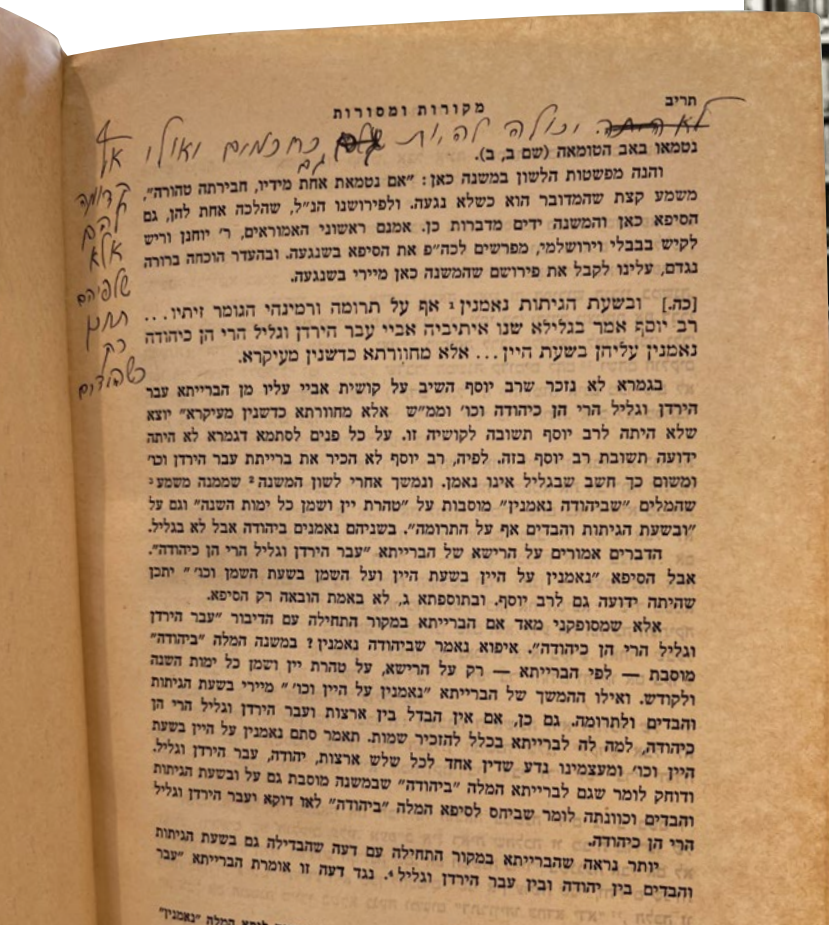 תריב
מקורות ומסורות
יכולה להיות גם כחכמים ואולי
להם
אלא
שלפיהם
רק
נטמאו באב הטומאה (שם ב, ב).
והנה מפשטות הלשון במשנה כאן: ״אם נטמאת אחת מידיו, חבירתה טהורה״,
משמע קצת שהמדובר הוא כשלא נגעה. ולפירושנו הנ״ל, שהלכה אחת להן, גם
הסיפא כאן והמשנה ידים מדברות כן. אמנם ראשוני האמוראים, ר׳ יוחנן וריש
לקיש בבבלי וירושלמי, מפרשים לכה״פ את הסיפא בשנגעה. ובהעדר הוכחה ברורה
נגדם, עלינו לקבל את פירושם שהמשנה כאן מיירי בשנגעה.
[כה.] ובשעת הגיתות נאמנין¹ אף על תרומה ורמינהי הגומר זיתיו...
רב יוסף אמר בגלילא שנו איתיביה אביי עבר הירדן וגליל הרי הן כיהודה
נאמנין עליהן בשעת היין... אלא מחוורתא כדשנין מעיקרא.
בגמרא לא נזכר שרב יוסף השיב על קושית אביי עליו מן הברייתא עבר
הירדן וגליל הרי הן כיהודה וכו׳ וממ״ש אלא מחוורתא כדשנין מעיקרא״ יוצא
שלא היתה לרב יוסף תשובה לקושיה זו. על כל פנים לסתמא דגמרא לא היתה
ידועה תשובת רב יוסף בזה. לפיה, רב יוסף לא הכיר את ברייתת עבר הירדן וכו׳
ומשום כך חשב שבגליל אינו נאמן. ונמשך אחרי לשון המשנה² שממנה משמע³
שהמלים ״שביהודה נאמנין״ מוסבות על ״טהרת יין ושמן כל ימות השנה״ וגם על
״ובשעת הגיתות והבדים אף על התרומה״. בשניהם נאמנים ביהודה אבל לא בגליל.
הדברים אמורים על הרישא של הברייתא ״עבר הירדן וגליל הרי הן כיהודה״.
אבל הסיפא ״נאמנין על היין בשעת היין ועל השמן בשעת השמן וכו׳״ יתכן
שהיתה ידועה גם לרב יוסף. ובתוספתא ג, לא באמת הובאה רק הסיפא.
אלא שמסופקני מאד אם הברייתא במקור התחילה עם הדיבור ״עבר הירדן
וגליל הרי הן כיהודה״. איפוא נאמר שביהודה נאמנין? במשנה המלה ״ביהודה״
מוסבת — לפי הברייתא — רק על הרישא, על טהרת יין ושמן כל ימות השנה
ולקודש. ואילו ההמשך של הברייתא ״נאמנין על היין וכו׳״ מיירי בשעת הגיתות
והבדים ולתרומה. גם כן, אם אין הבדל בין ארצות ועבר הירדן וגליל הרי הן
כיהודה, למה לה לברייתא בכלל להזכיר שמות. תאמר סתם נאמנין על היין בשעת
היין וכו׳ ומעצמינו נדע שדין אחד לכל שלש ארצות, יהודה, עבר הירדן וגליל.
ודוחק לומר שגם לברייתא המלה ״ביהודה״ שבמשנה מוסבת גם על ובשעת הגיתות
והבדים וכוונתה לומר שביחס לסיפא המלה ״ביהודה״ לאו דוקא ועבר הירדן וגליל
הרי הן כיהודה.
יותר נראה שהברייתא במקור התחילה עם דעה שהבדילה גם בשעת הגיתות
והבדים בין יהודה ובין עבר הירדן וגליל⁴. נגד דעה זו אומרת הברייתא ״עבר
המלה ״נאמנין״